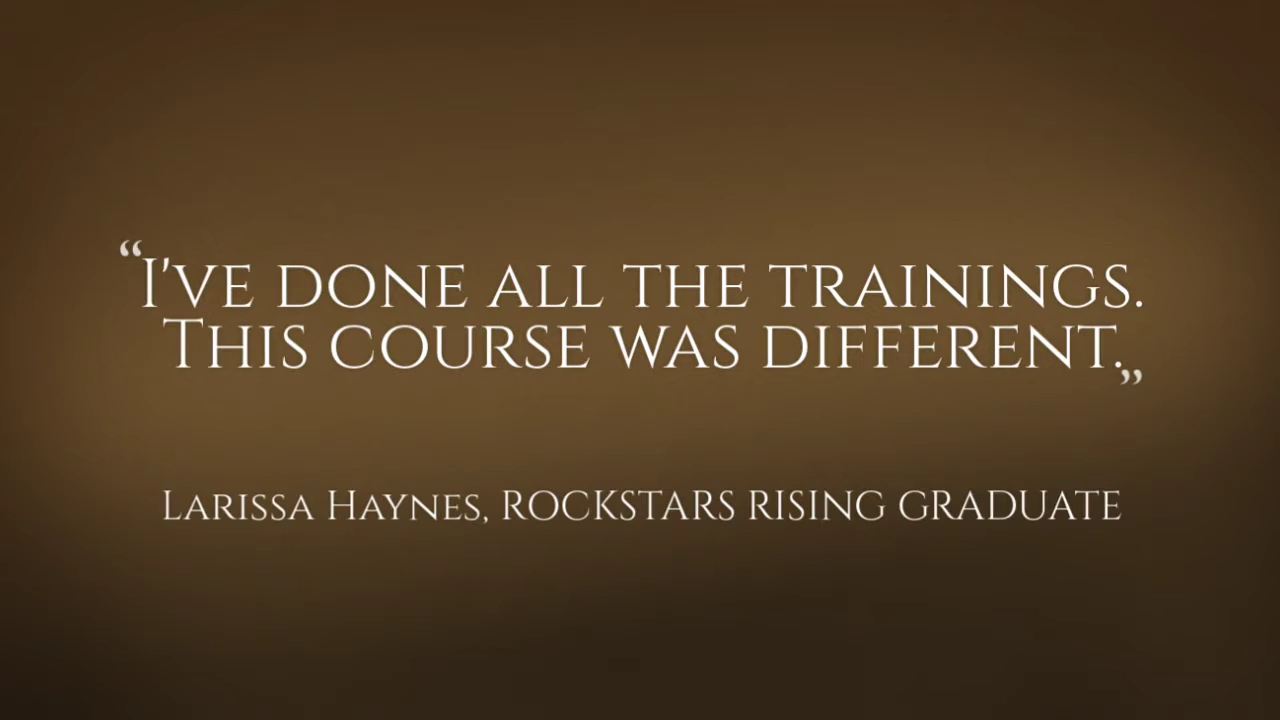 “I've done all the trainings.
This course was different.”
Larissa Haynes, ROCKSTARS RISING GRADUATE